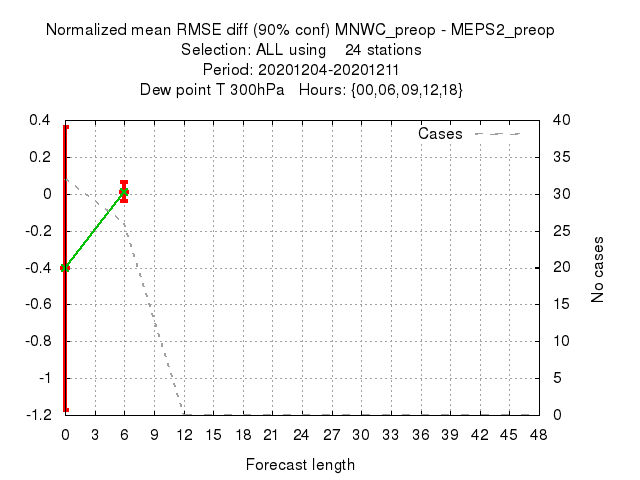 Normalized mean RMSE diff (90% conf) MNWC_preop - MEPS2_preop
Selection: ALL using 24 stations
Period: 20201204-20201211
Dew point T 300hPa Hours: {00,06,09,12,18}
Cases
0.4
0.2
0
-0.2
-0.4
-0.6
-0.8
-1
-1.2
40
35
30
25
20
15
10
5
0
No cases
0 3 6 9 12 15 18 21 24 27 30 33 36 39 42 45 48
Forecast length